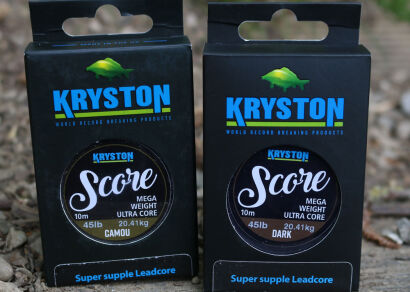 KRYSTON
WORLD RECORD BREAKING PRODUCTS
KRYSTON
Score
MEGA
WEIGHT
10m
ULTRA CORE
45lb
20.41kg
CAMOU
Super supple Leadcore
KRYSTON
WORLD RECORD BREAKING PRODUCTS
KRYSTON
Score
MEGA
WEIGHT
10m
ULTRA CORE
45lb
20.41kg
DARK
Super supple Leadcore